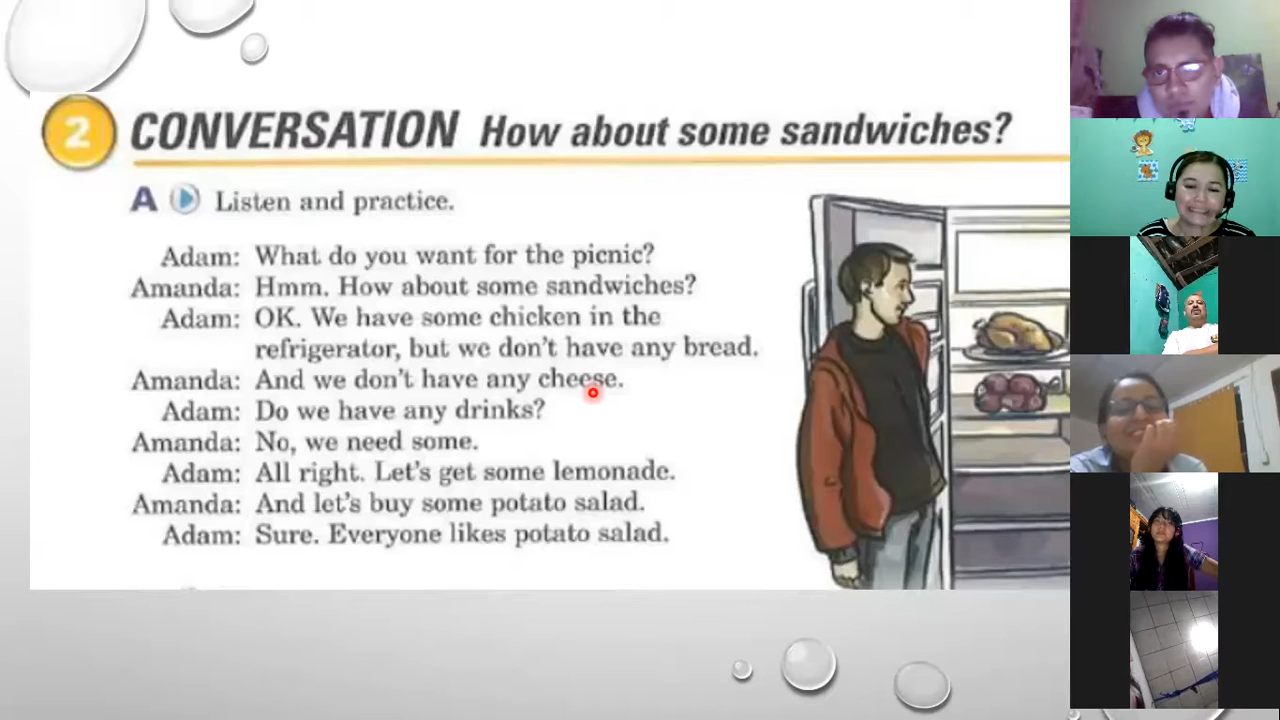 2 CONVERSATION How about some sandwiches?
A Listen and practice.
Adam: What do you want for the picnic?
Amanda: Hmm. How about some sandwiches?
Adam: OK. We have some chicken in the
refrigerator, but we don't have any bread.
Amanda: And we don't have any cheese.
Adam: Do we have any drinks?
Amanda: No, we need some.
Adam: All right. Let's get some lemonade.
Amanda: And let's buy some potato salad.
Adam: Sure. Everyone likes potato salad.